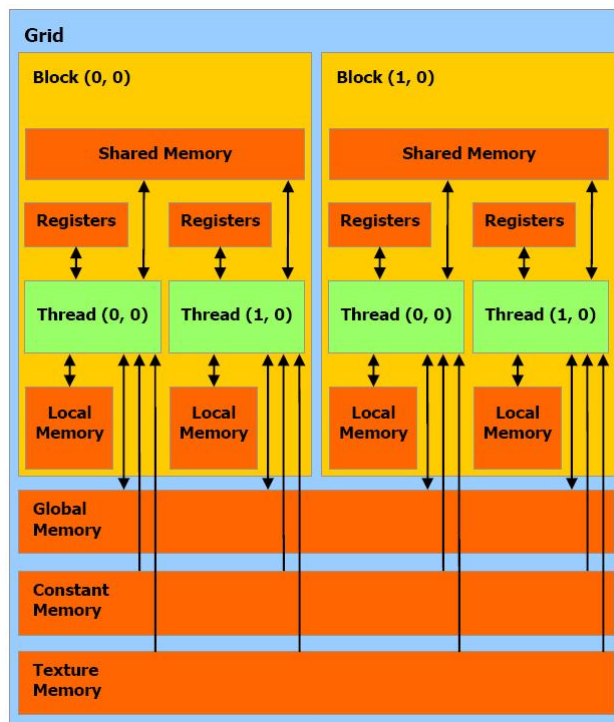 Grid
Block (0, 0)
Block (1, 0)
Shared Memory
Shared Memory
Registers
Registers
Registers
Registers
Thread (0, 0)
Thread (1, 0)
Thread (0, 0)
Thread (1, 0)
Local
Memory
Local
Memory
Local
Memory
Local
Memory
Global
Memory
Constant
Memory
Texture
Memory